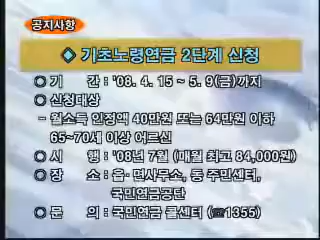 공지사항
◆ 기초노령연금 2단계 신청
○ 기 간 : '08. 4. 15 ~ 5. 9(금)까지
○ 신청대상
- 월소득 인정액 40만원 또는 64만원 이하
65~70세 이상 어르신
○ 시 행 : '08년 7월 (매월 최고 84,000원)
○ 장 소 : 읍·면사무소, 동 주민센터,
국민연금공단
○ 문 의 : 국민연금 콜센터 (☏1355)